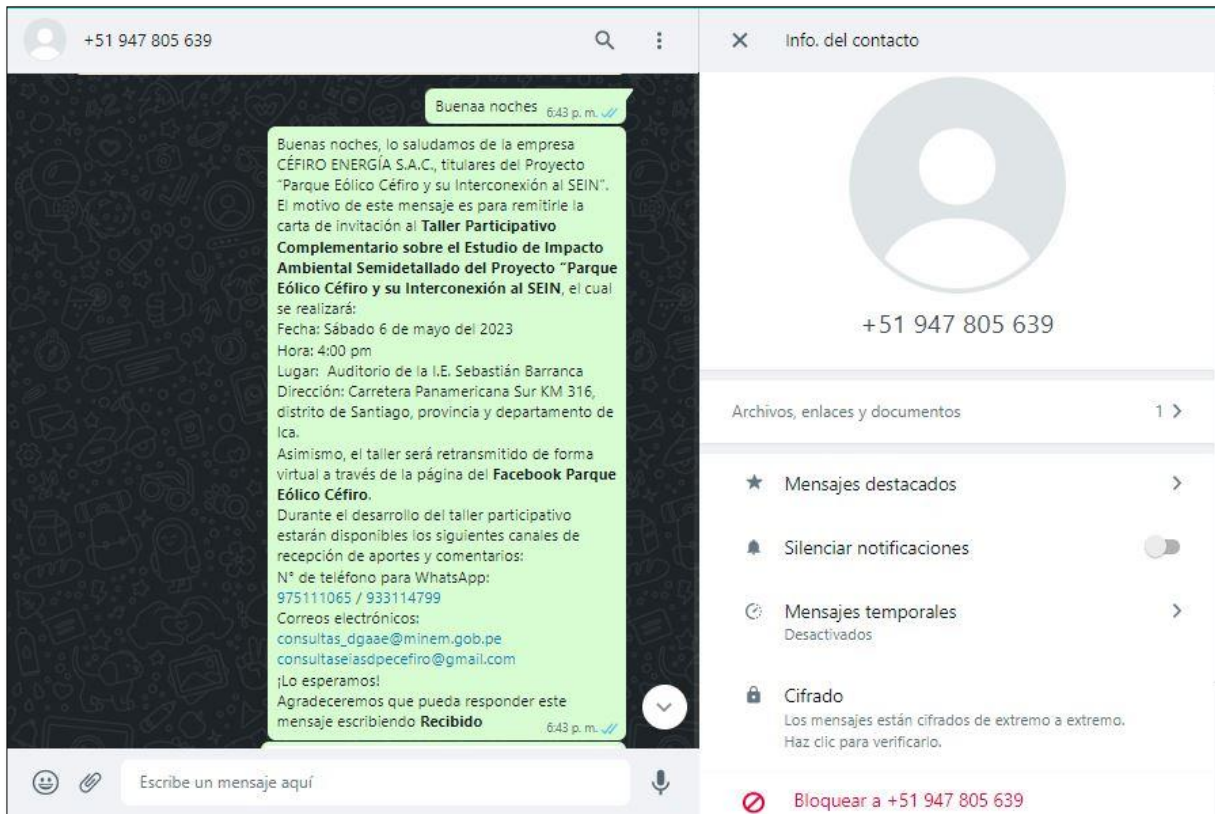 +51 947 805 639
Buenaa noches 6:43 p. m.
Buenas noches, lo saludamos de la empresa
CÉFIRO ENERGÍA S.A.C., titulares del Proyecto
“Parque Eólico Céfiro y su Interconexión al SEIN”.
El motivo de este mensaje es para remitirle la
carta de invitación al Taller Participativo
Complementario sobre el Estudio de Impacto
Ambiental Semidetallado del Proyecto “Parque
Eólico Céfiro y su Interconexión al SEIN, el cual
se realizará:
Fecha: Sábado 6 de mayo del 2023
Hora: 4:00 pm
Lugar: Auditorio de la I.E. Sebastián Barranca
Dirección: Carretera Panamericana Sur KM 316,
distrito de Santiago, provincia y departamento de
Ica.
Asimismo, el taller será retransmitido de forma
virtual a través de la página del Facebook Parque
Eólico Céfiro.
Durante el desarrollo del taller participativo
estarán disponibles los siguientes canales de
recepción de aportes y comentarios:
N° de teléfono para WhatsApp:
975111065 / 933114799
Correos electrónicos:
consultas_dgaae@minem.gob.pe
consultaseiasdpecefiro@gmail.com
¡Lo esperamos!
Agradeceremos que pueda responder este
mensaje escribiendo Recibido 6:43 p. m.
Escribe un mensaje aquí
Info. del contacto
+51 947 805 639
Archivos, enlaces y documentos 1
Mensajes destacados
Silenciar notificaciones
Mensajes temporales
Desactivados
Cifrado
Los mensajes están cifrados de extremo a extremo.
Haz clic para verificarlo.
Bloquear a +51 947 805 639